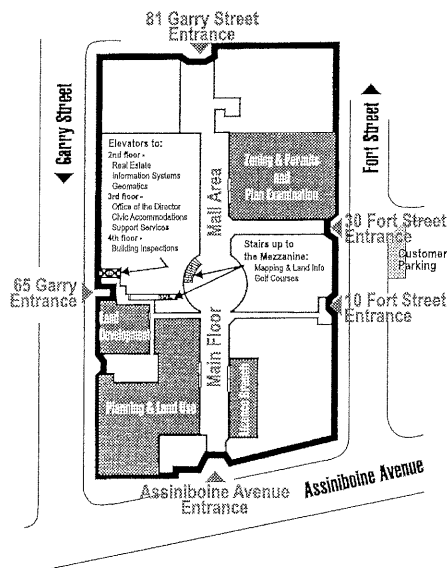 81 Garry Street
Entrance
Garry Street
Fort Street
Elevators to:
2nd floor -
Real Estate
Information Systems
Geomatics
3rd floor -
Office of the Director
Civic Accommodations
Support Services
4th floor -
Building Inspections
Mall Area
Zoning & Permits
and
Plan Examination
30 Fort Street
Entrance
Customer
Parking
Stairs up to
the Mezzanine:
Mapping & Land Info
Golf Courses
65 Garry
Entrance
10 Fort Street
Entrance
Land
Development
Main Floor
Planning & Land Use
Branch
Assiniboine Avenue
Entrance
Assiniboine Avenue